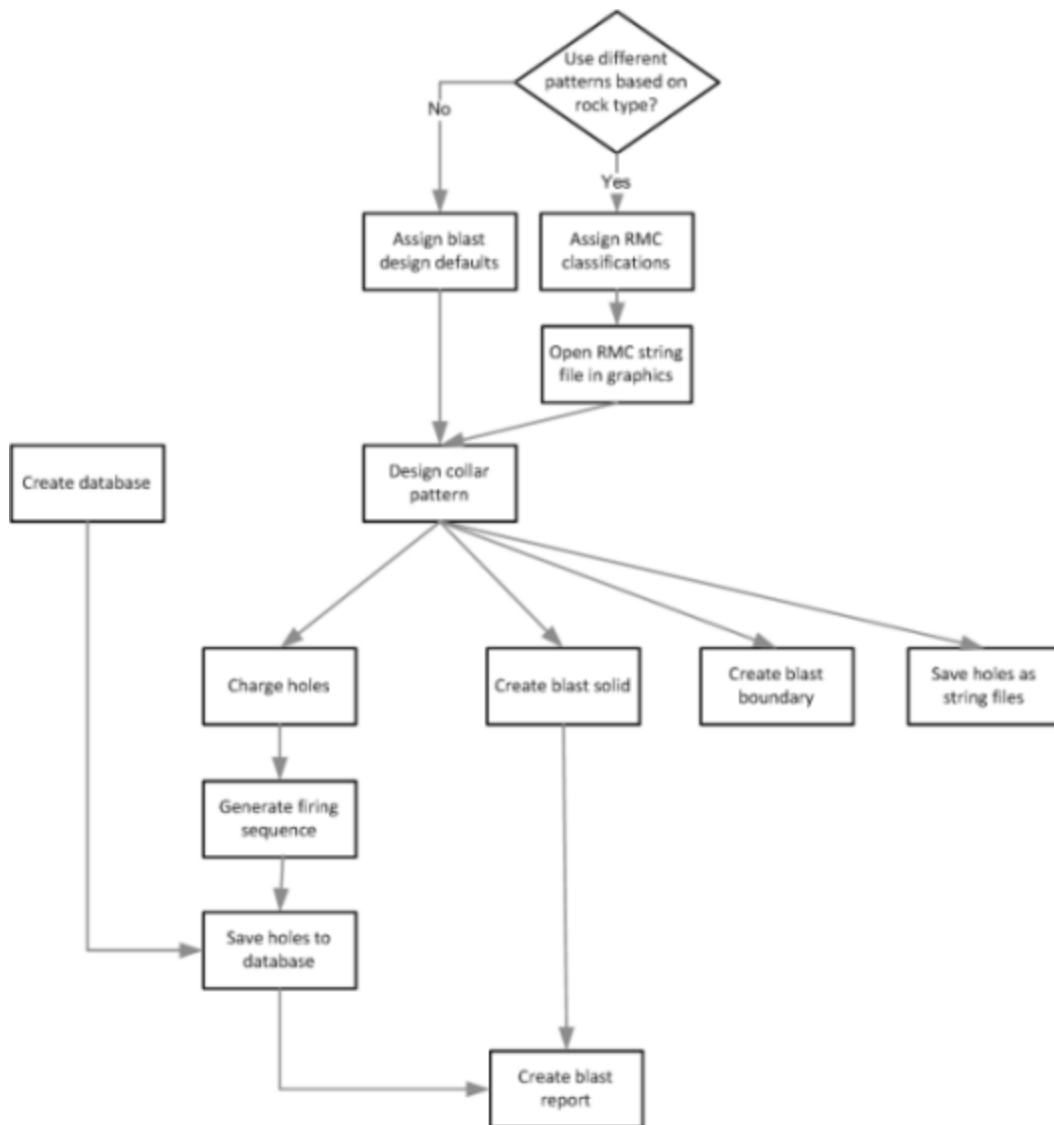 Use different
patterns based on
rock type?
No
Yes
Assign blast
design defaults
Assign RMC
classifications
Open RMC string
file in graphics
Create database
Design collar
pattern
Charge holes
Create blast solid
Create blast
boundary
Save holes as
string files
Generate firing
sequence
Save holes to
database
Create blast
report